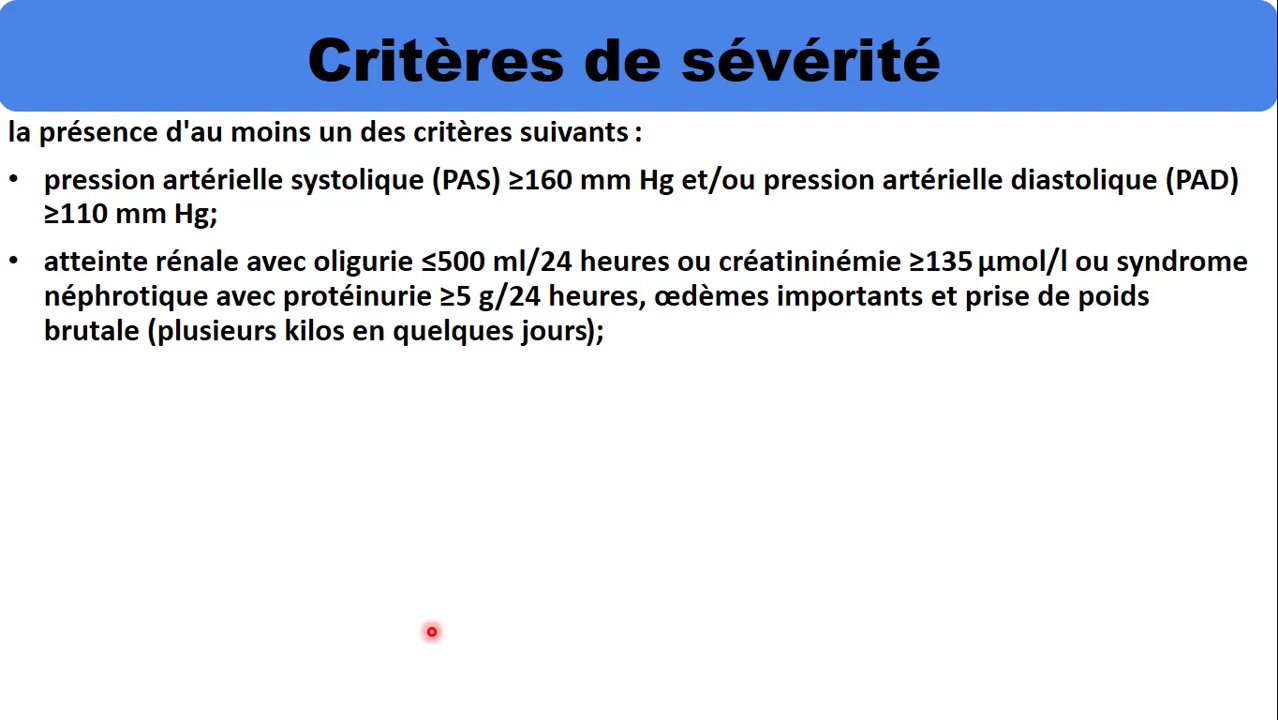 Critères de sévérité
la présence d'au moins un des critères suivants :
• pression artérielle systolique (PAS) ≥160 mm Hg et/ou pression artérielle diastolique (PAD)
≥110 mm Hg;
• atteinte rénale avec oligurie ≤500 ml/24 heures ou créatininémie ≥135 μmol/l ou syndrome
néphrotique avec protéinurie ≥5 g/24 heures, œdèmes importants et prise de poids
brutale (plusieurs kilos en quelques jours);